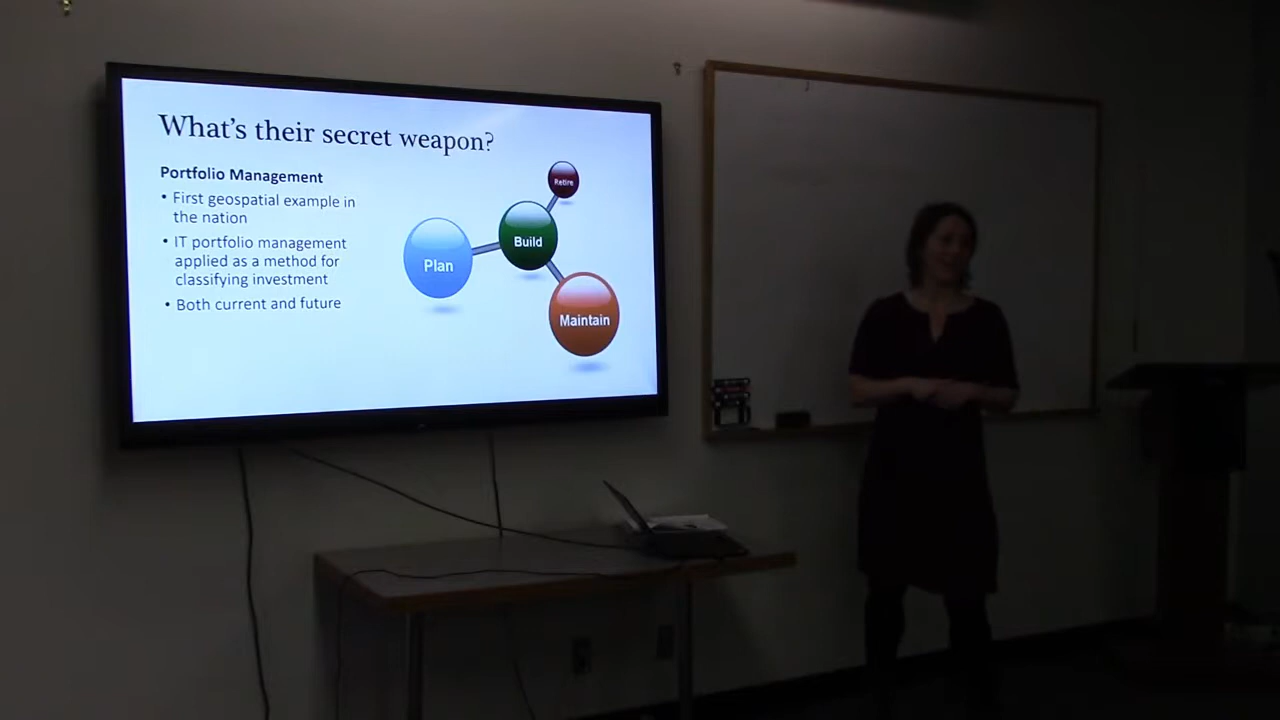 What's their secret weapon?
Portfolio Management
• First geospatial example in
the nation
• IT portfolio management
applied as a method for
classifying investment
• Both current and future
Retire
Build
Plan
Maintain